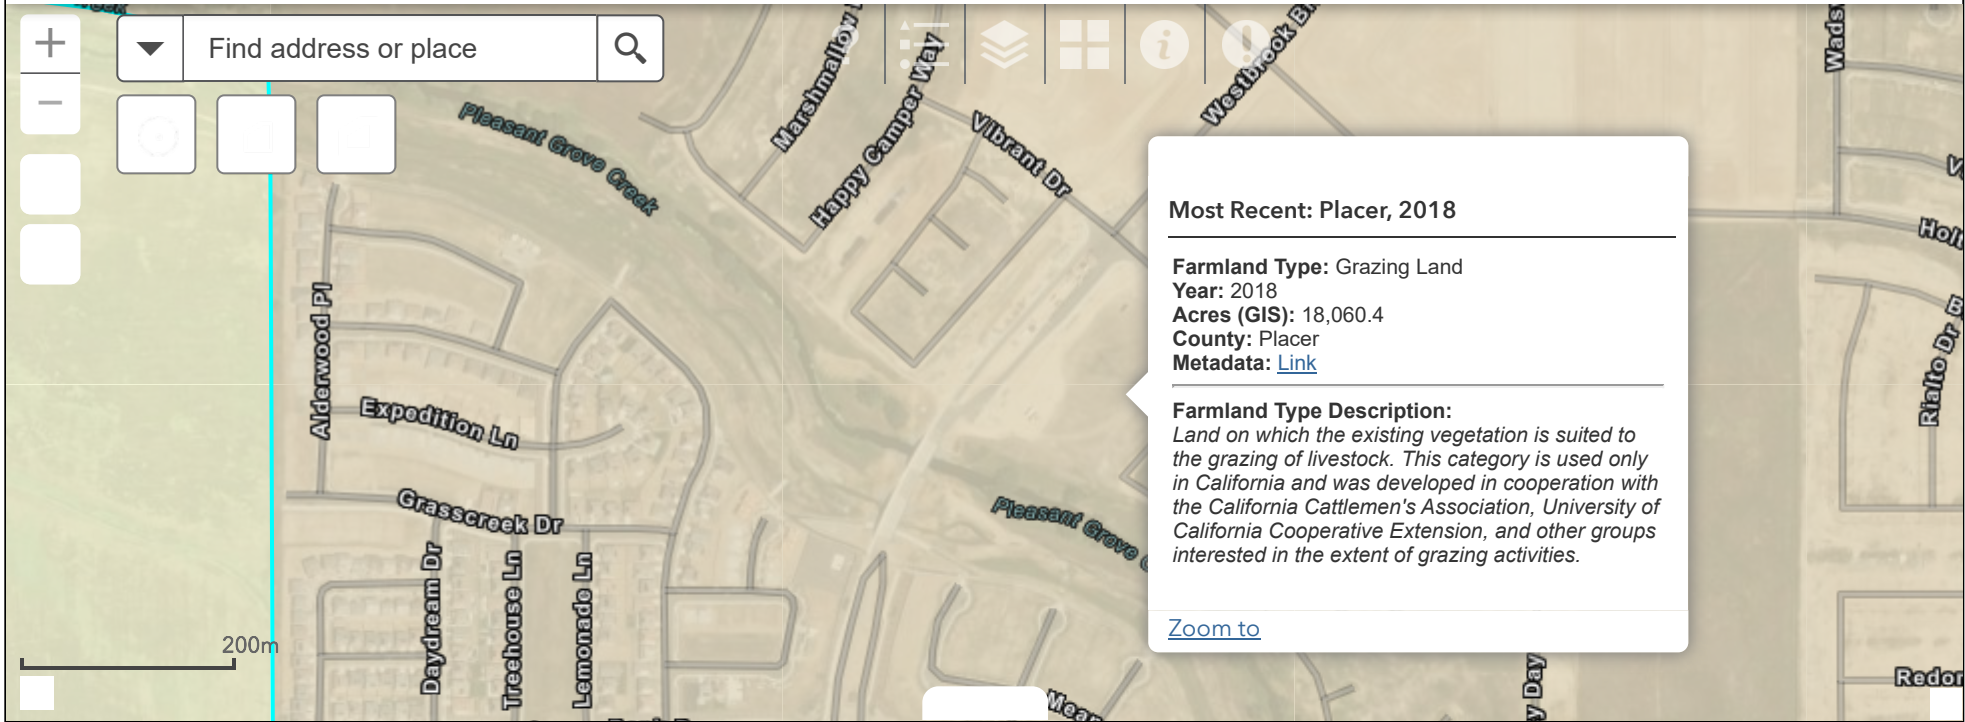 Creek
Find address or place
Marshmallow
Happy Camper Way
Westbrook
Wads
Pleasant Grove Creek
Vibrant Dr
Most Recent: Placer, 2018
Farmland Type: Grazing Land
Year: 2018
Acres (GIS): 18,060.4
County: Placer
Metadata: Link
Farmland Type Description:
Land on which the existing vegetation is suited to
the grazing of livestock. This category is used only
in California and was developed in cooperation with
the California Cattlemen's Association, University of
California Cooperative Extension, and other groups
interested in the extent of grazing activities.
Zoom to
Alderwood Pl
Expedition Ln
Grasscreek Dr
Pleasant Grove
Rialto Dr
Daydream Dr
Treehouse Ln
Lemonade Ln
200m
Mear
y Day
Redor